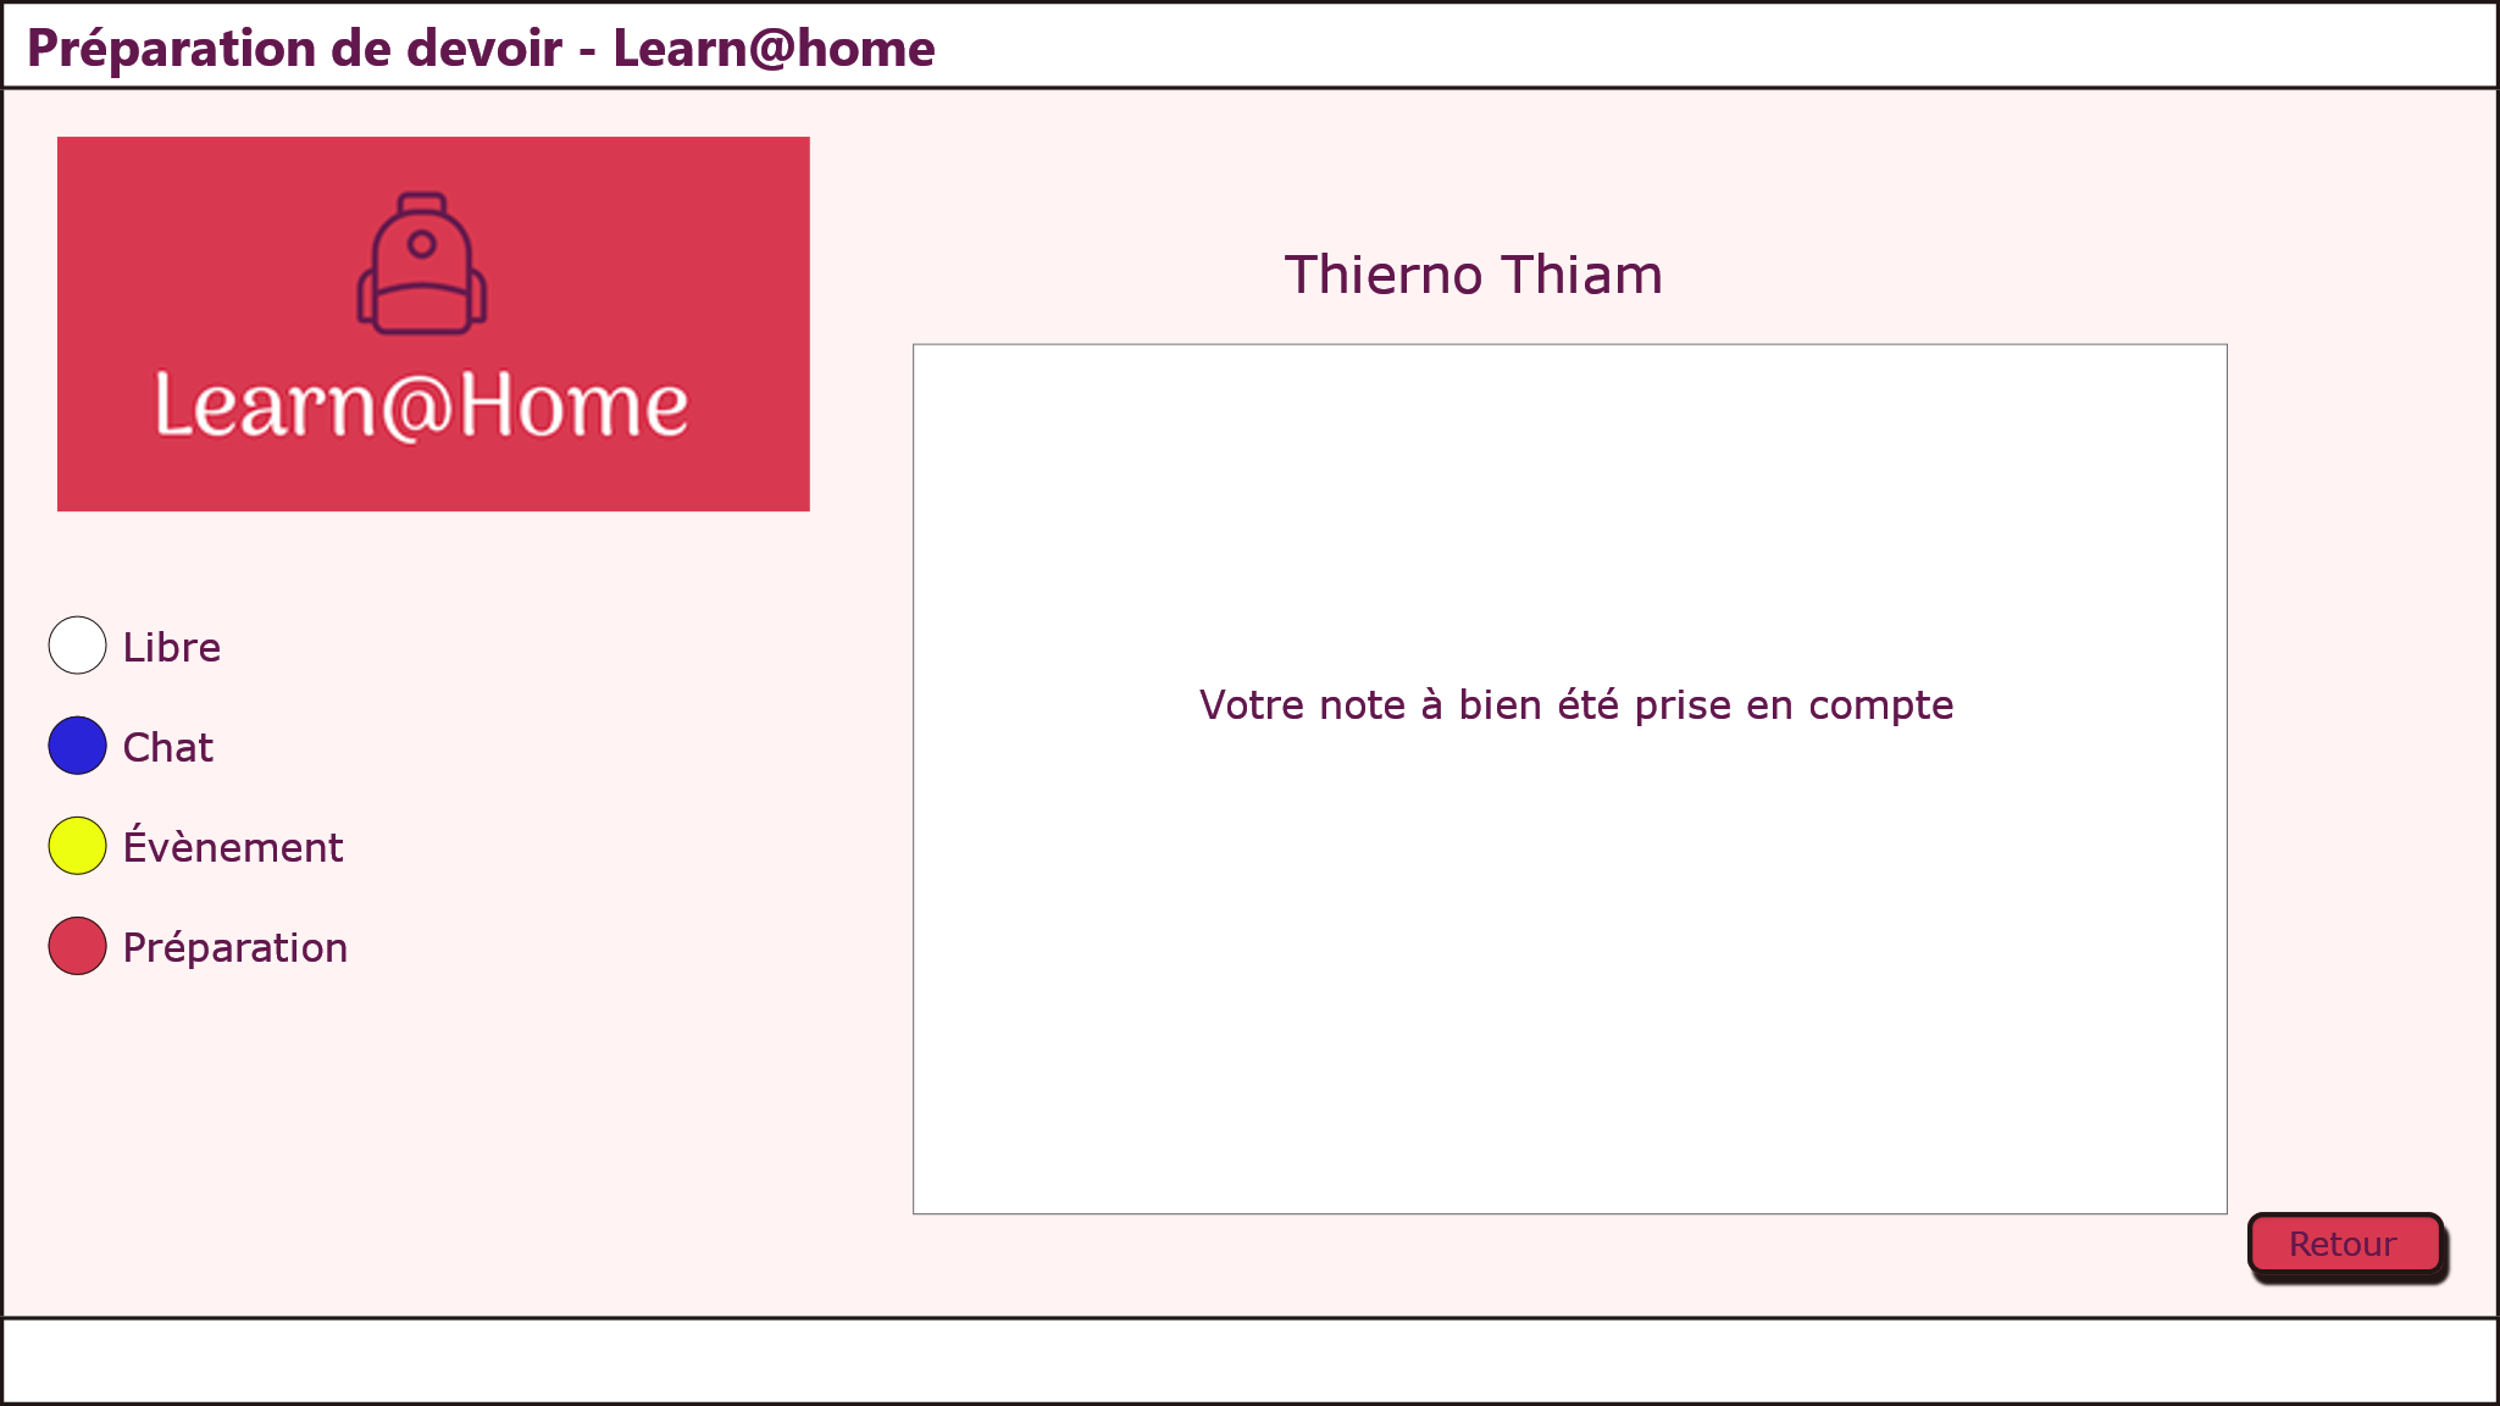 Préparation de devoir - Learn@home
Learn@Home
Thierno Thiam
Libre
Chat
Évènement
Préparation
Votre note à bien été prise en compte
Retour